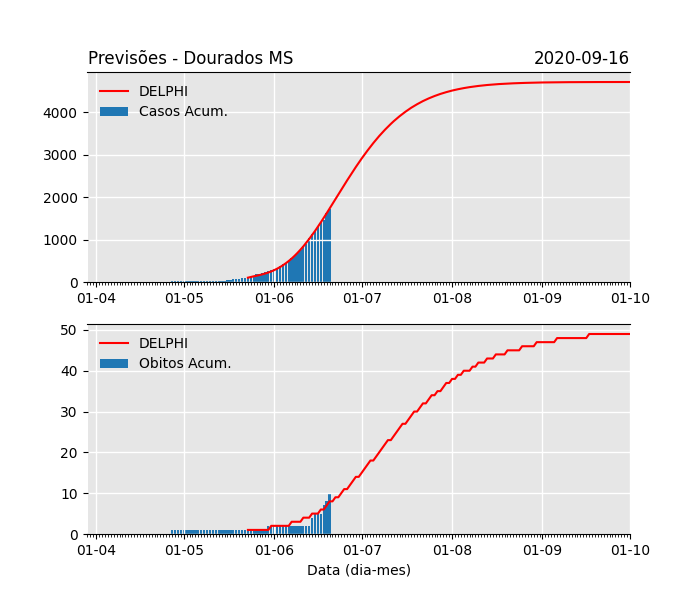 Previsões - Dourados MS 2020-09-16
DELPHI
Casos Acum.
4000
3000
2000
1000
0
01-04 01-05 01-06 01-07 01-08 01-09 01-10
DELPHI
Obitos Acum.
50
40
30
20
10
0
01-04 01-05 01-06 01-07 01-08 01-09 01-10
Data (dia-mes)